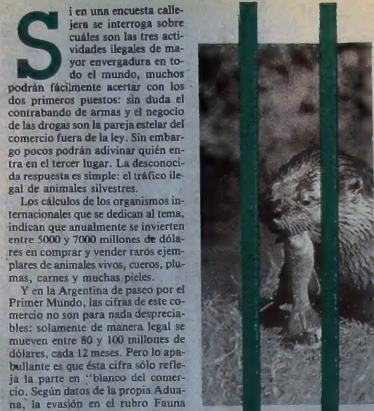 Si en una encuesta calle-
jera se interroga sobre
cuáles son las tres acti-
vidades ilegales de ma-
yor envergadura en to-
do el mundo, muchos
podrán fácilmente acertar con los
dos primeros puestos: sin duda el
contrabando de armas y el negocio
de las drogas son la pareja estelar del
comercio fuera de la ley. Sin embar-
go pocos podrán adivinar quién en-
tra en el tercer lugar. La desconoci-
da respuesta es simple: el tráfico ile-
gal de animales silvestres.
Los cálculos de los organismos in-
ternacionales que se dedican al tema,
indican que anualmente se invierten
entre 5000 y 7000 millones de dóla-
res en comprar y vender raros ejem-
plares de animales vivos, cueros, plu-
mas, carnes y muchas pieles.
Y en la Argentina de paseo por el
Primer Mundo, las cifras de este co-
mercio no son para nada desprecia-
bles: solamente de manera legal se
mueven entre 80 y 100 millones de
dólares, cada 12 meses. Pero lo apa-
bullante es que ésta cifra sólo refle-
ja la parte en "blanco del comer-
cio. Según datos de la propia Adua-
na, la evasión en el rubro Fauna